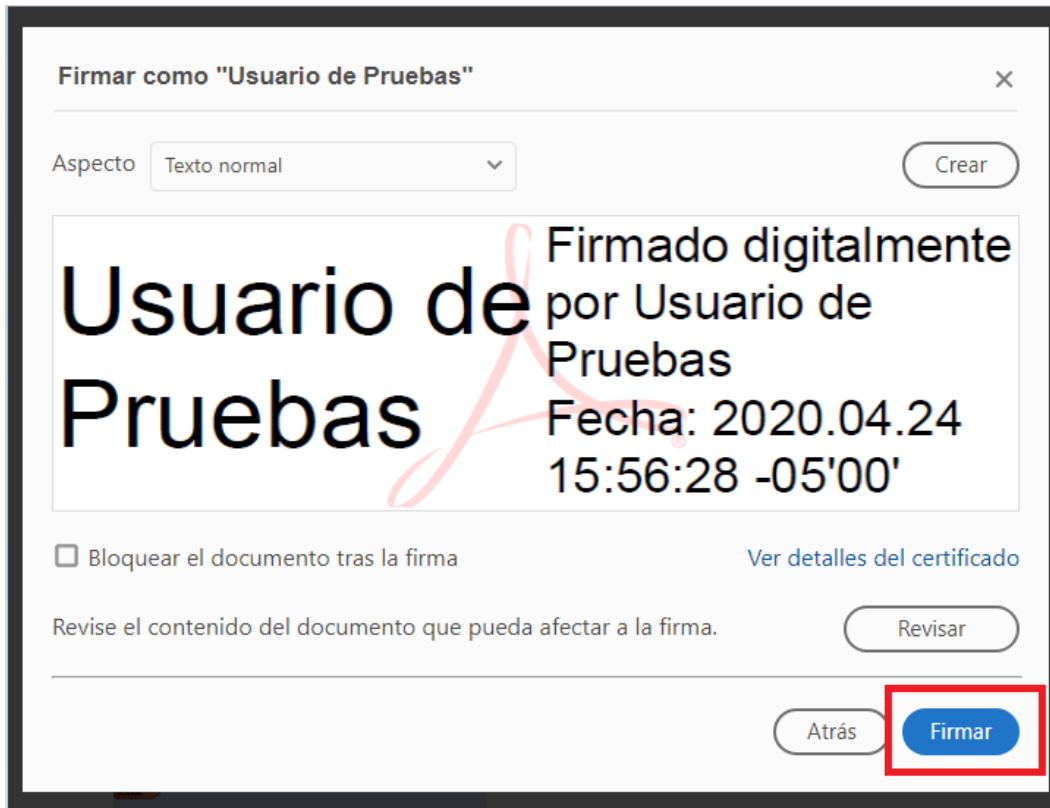 Firmar como "Usuario de Pruebas"
Aspecto
Texto normal
Crear
Usuario de
Pruebas
Firmado digitalmente
por Usuario de
Pruebas
Fecha: 2020.04.24
15:56:28 -05'00'
Bloquear el documento tras la firma
Ver detalles del certificado
Revise el contenido del documento que pueda afectar a la firma.
Revisar
Atrás
Firmar